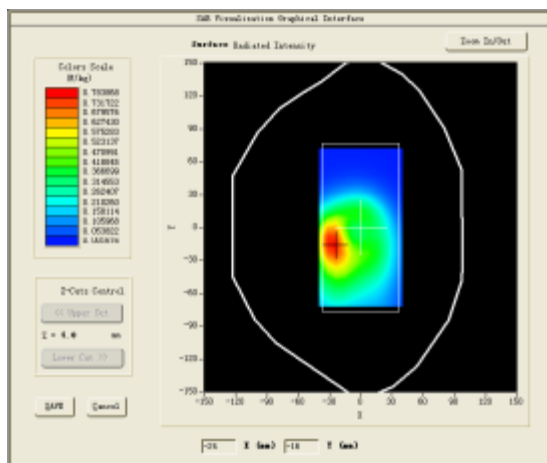 SAR Visualisation Graphical Interface
Surface Radiated Intensity
Zoom In/Out
Colors Scale
(W/kg)
0.783868
0.731722
0.679576
0.627430
0.575283
0.523137
0.470991
0.418845
0.366699
0.314553
0.262407
0.210260
0.158114
0.105968
0.053822
0.001676
150
120
90
60
30
0
-30
-60
-90
-120
-150
-150 -120 -90 -60 -30 0 30 60 90 120 150
Y
X
Z-Cuts Control
<< Upper Cut
Z = 4.0 mm
Lower Cut >>
SAVE
Cancel
X (mm)
Y (mm)